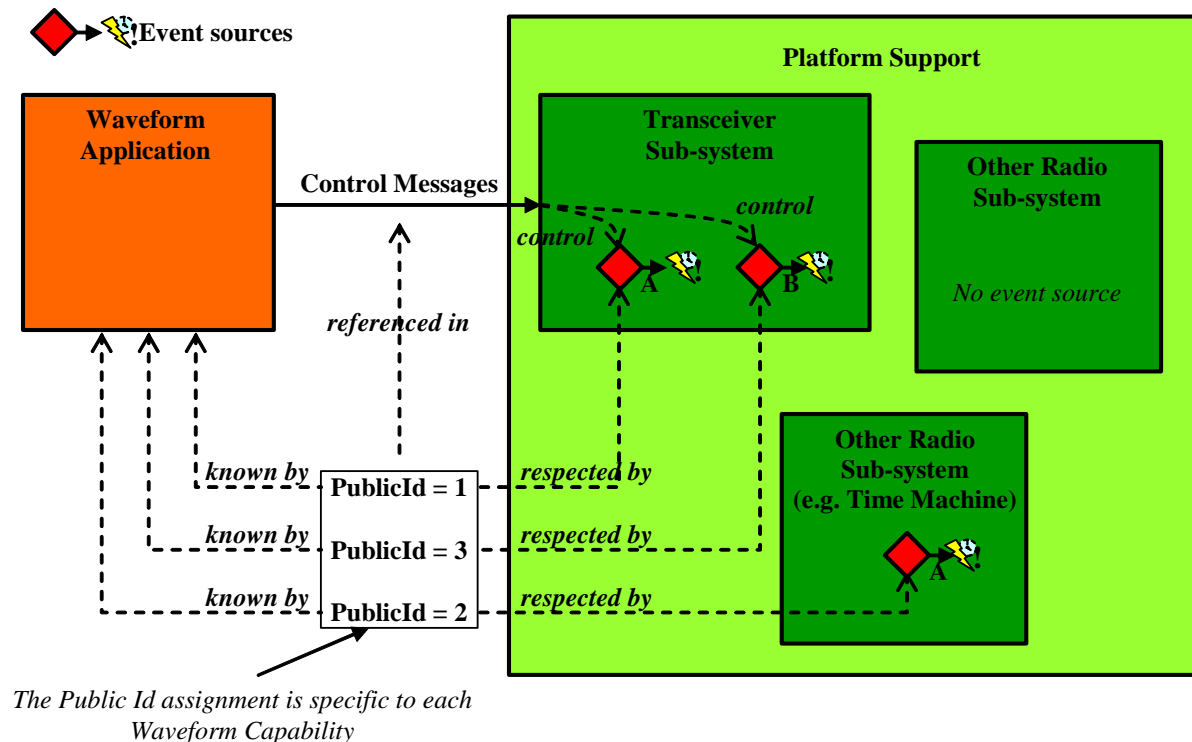 Event sources
Platform Support
Waveform
Application
Control Messages
Transceiver
Sub-system
control
control
A
B
Other Radio
Sub-system
No event source
referenced in
Other Radio
Sub-system
(e.g. Time Machine)
A
known by
PublicId = 1
respected by
known by
PublicId = 3
respected by
known by
PublicId = 2
respected by
The Public Id assignment is specific to each
Waveform Capability